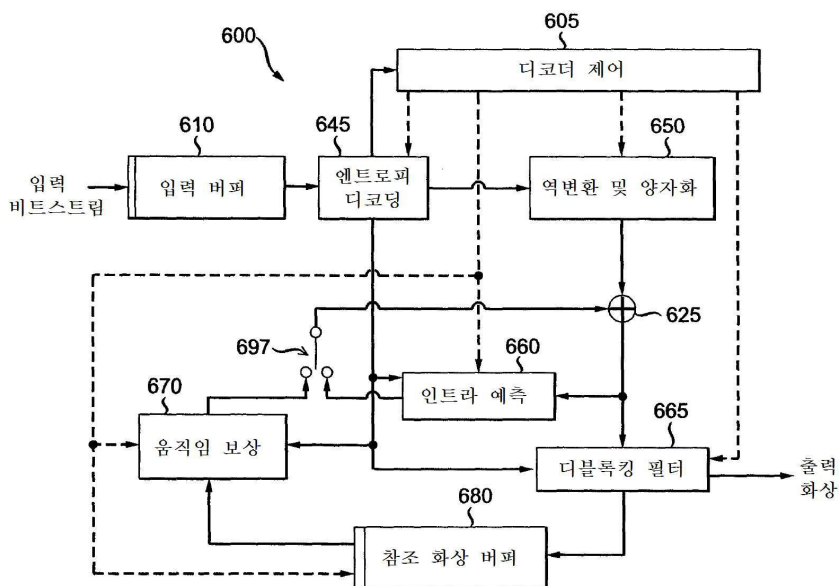 605
600
디코더 제어
610
645
650
입력
비트스트림
입력 버퍼
엔트로피
디코딩
역변환 및 양자화
625
697
660
670
인트라 예측
665
움직임 보상
디블록킹 필터
출력
화상
680
참조 화상 버퍼